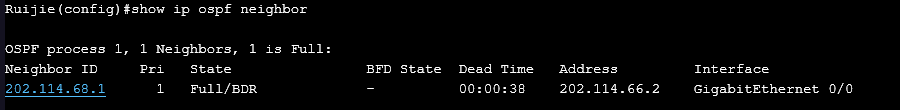 Ruijie(config)#show ip ospf neighbor
OSPF process 1, 1 Neighbors, 1 is Full:
Neighbor ID     Pri   State                BFD State  Dead Time   Address         Interface
202.114.68.1      1   Full/BDR             -          00:00:38    202.114.66.2    GigabitEthernet 0/0